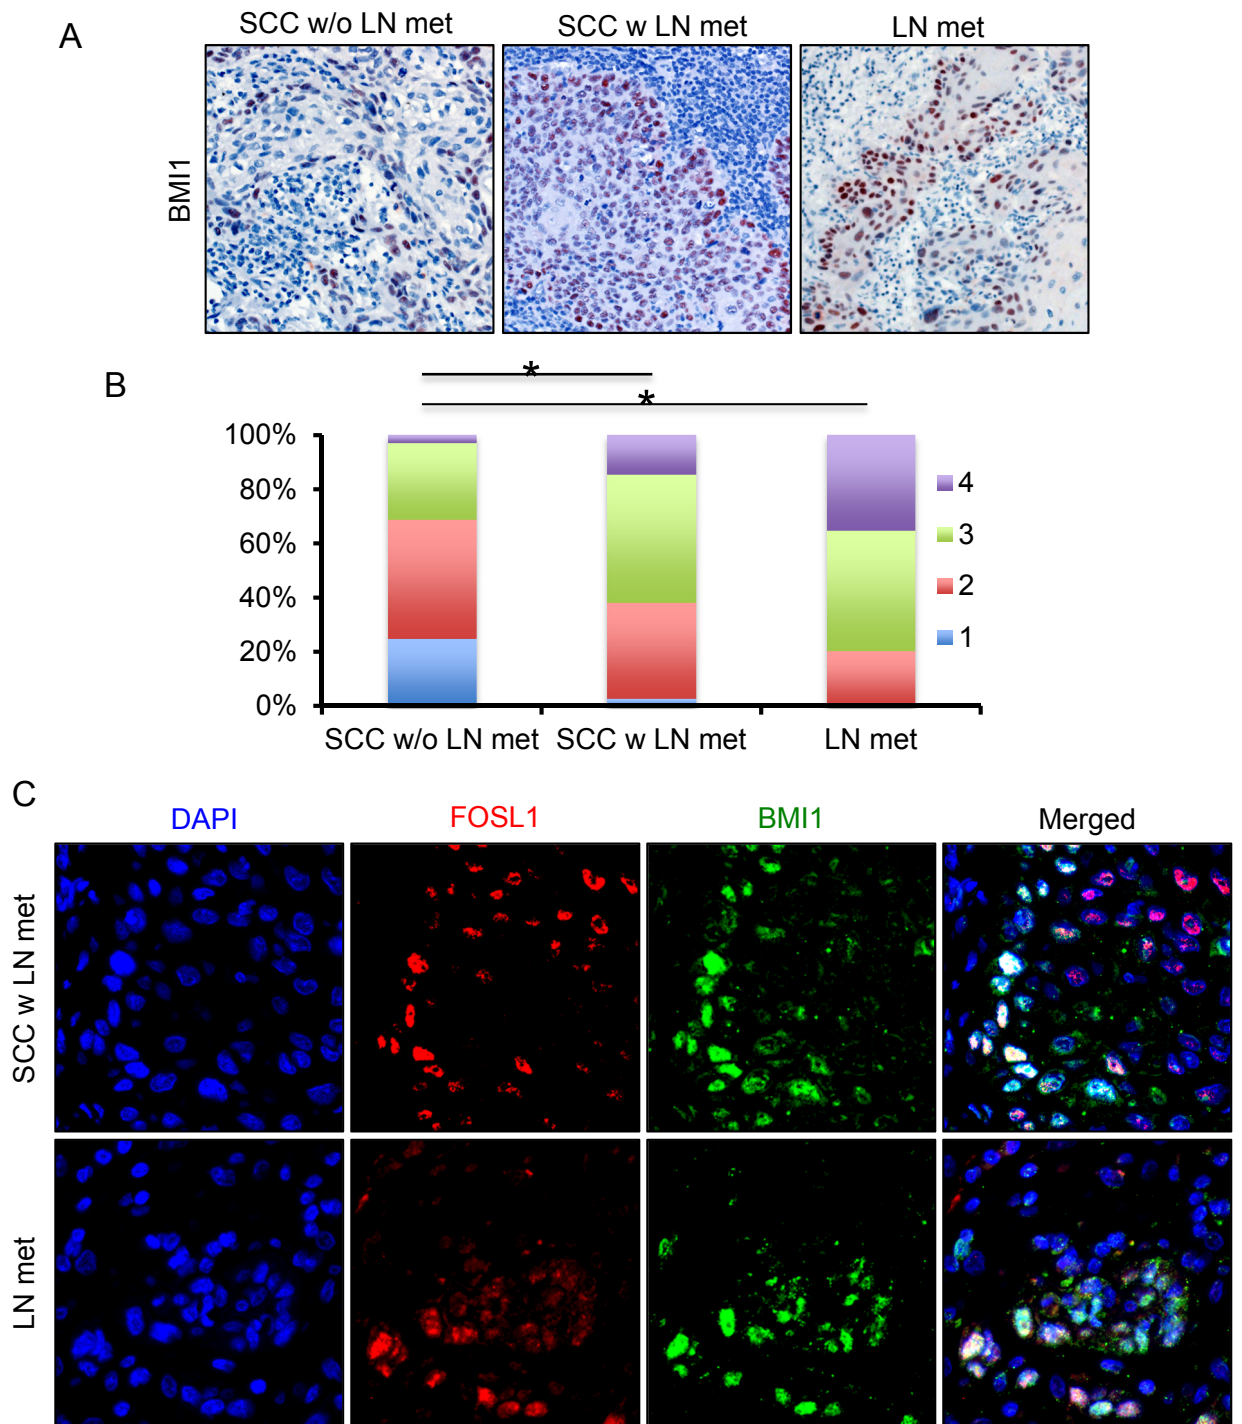 A
SCC w/o LN met
SCC w LN met
LN met
BMI1
B
*
*
100%
80%
60%
40%
20%
0%
4
3
2
1
SCC w/o LN met
SCC w LN met
LN met
C
DAPI
FOSL1
BMI1
Merged
SCC w LN met
LN met